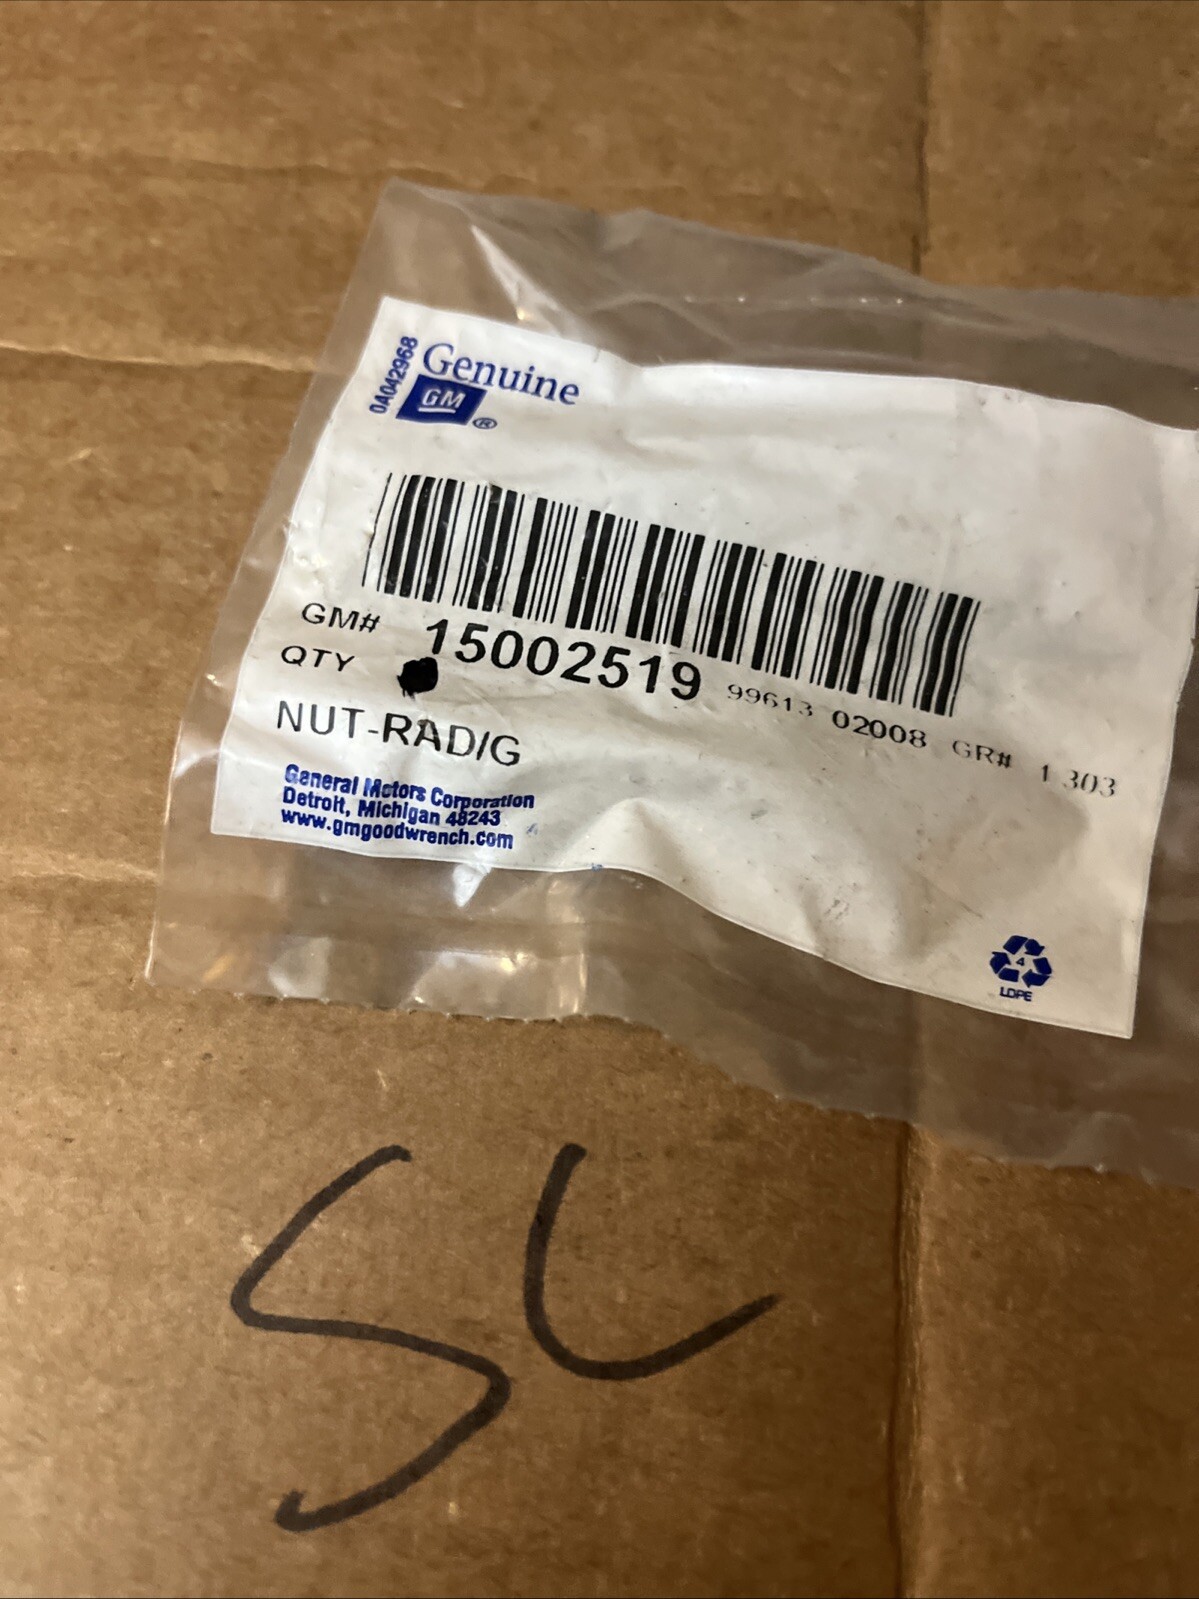 0A042968
Genuine
GM ®
GM# 15002519 99613 02008 GR# 1.303
QTY
NUT-RAD/G
General Motors Corporation
Detroit, Michigan 48243
www.gmgoodwrench.com
4
LDPE
SL